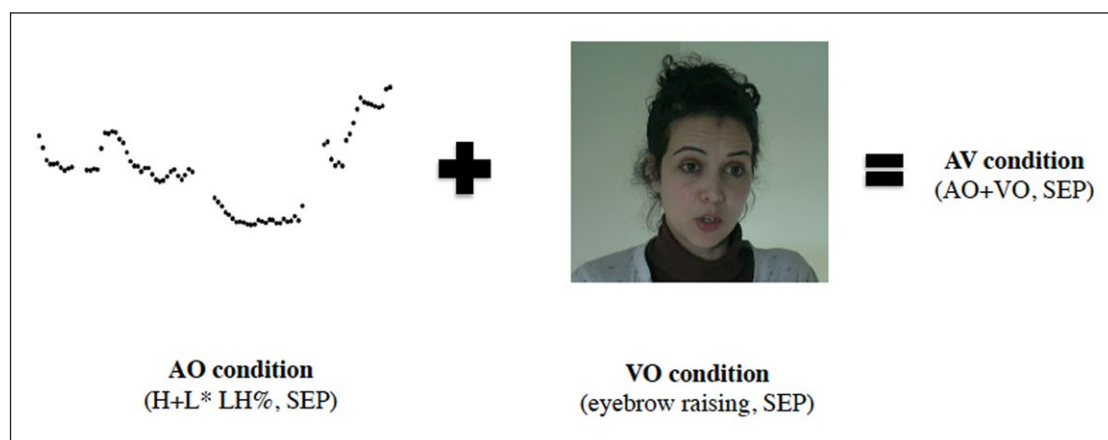 AV condition
(AO+VO, SEP)
AO condition
(H+L* LH%, SEP)
VO condition
(eyebrow raising, SEP)